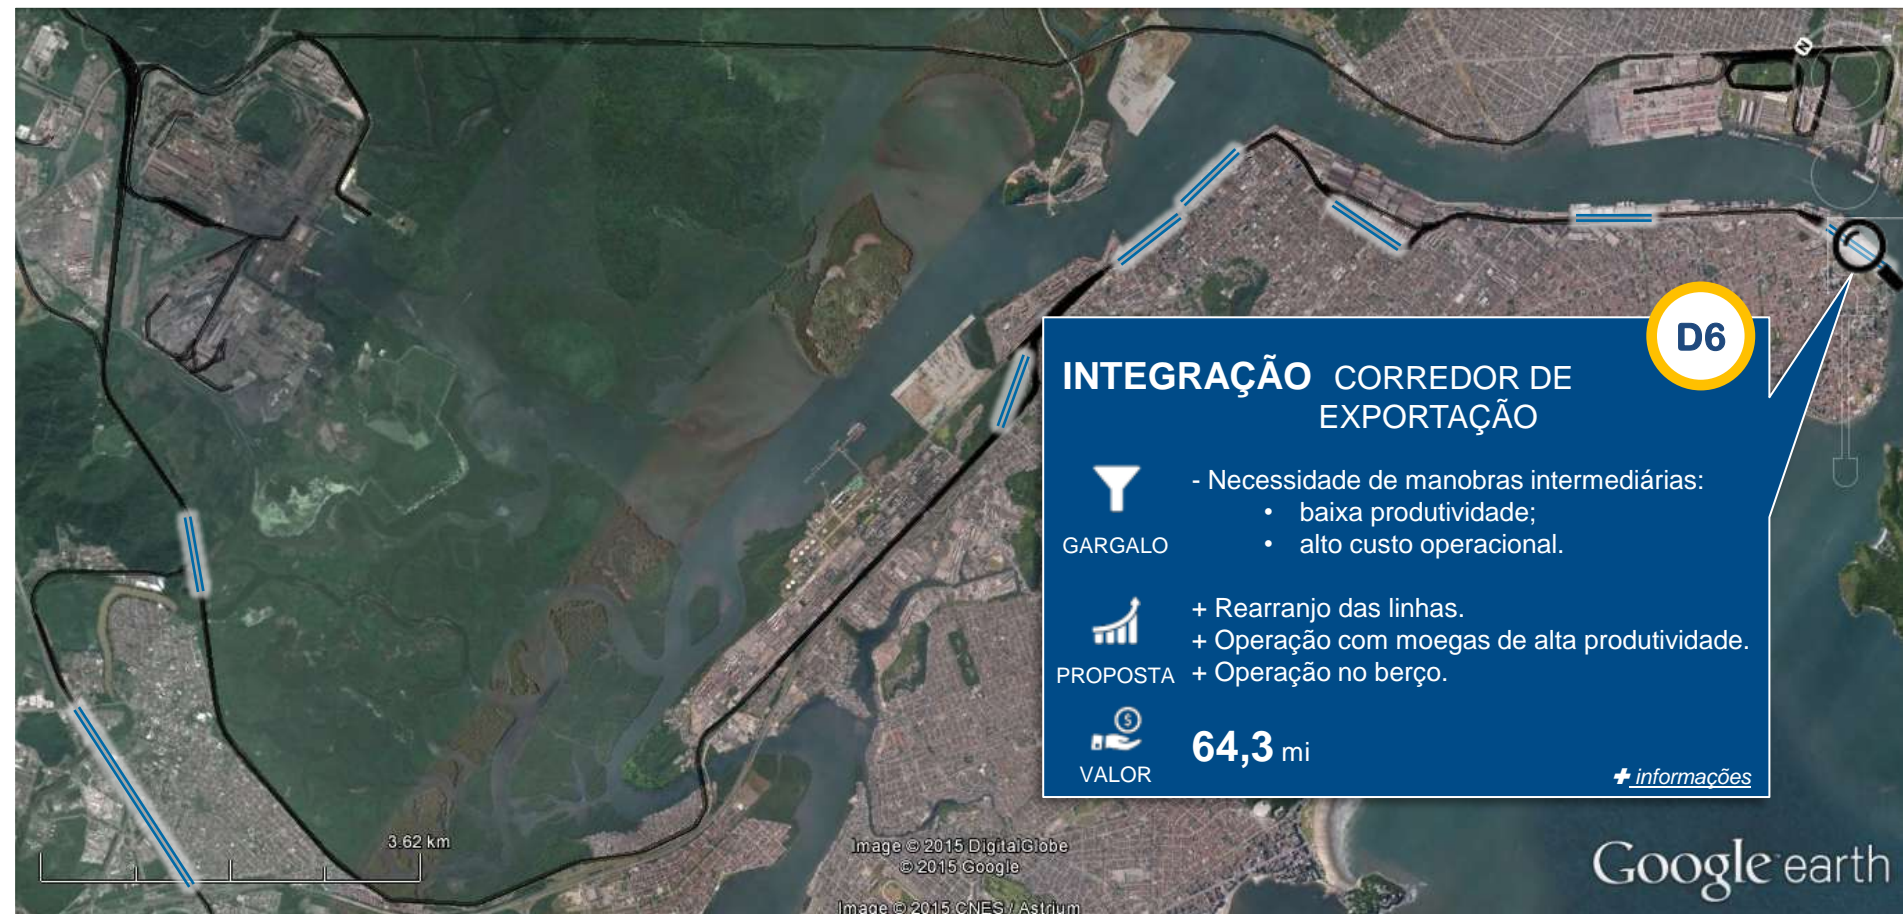 N
D6
INTEGRAÇÃO CORREDOR DE
EXPORTAÇÃO
- Necessidade de manobras intermediárias:
• baixa produtividade;
• alto custo operacional.
GARGALO
+ Rearranjo das linhas.
+ Operação com moegas de alta produtividade.
+ Operação no berço.
PROPOSTA
$
64,3 mi
VALOR
+ informações
3.62 km
Image © 2015 DigitalGlobe
© 2015 Google
Image © 2015 CNES / Astrium
Google earth